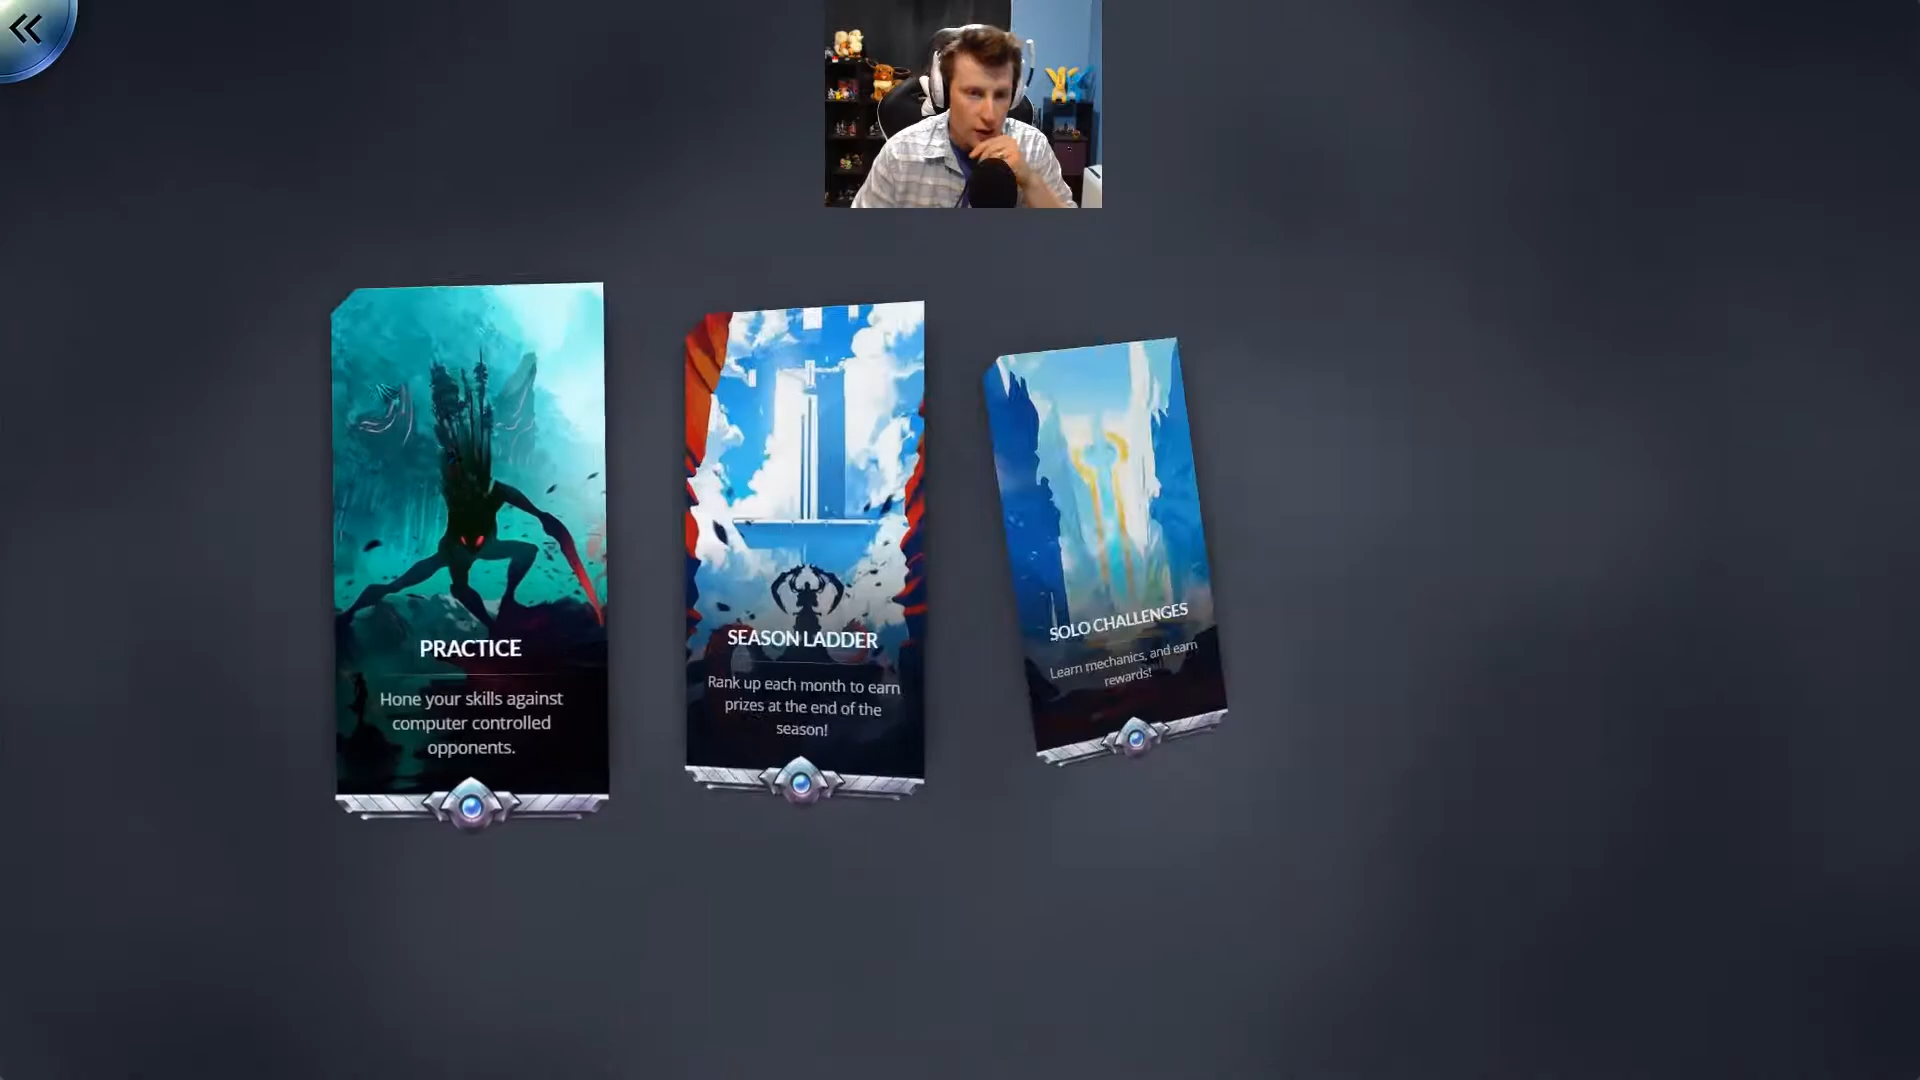 PRACTICE
Hone your skills against
computer controlled
opponents.
SEASON LADDER
Rank up each month to earn
prizes at the end of the
season!
SOLO CHALLENGES
Learn mechanics, and earn
rewards!